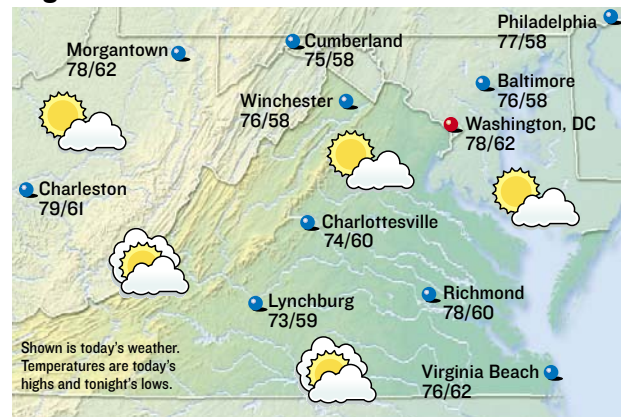 Philadelphia
77/58
Morgantown
78/62
Cumberland
75/58
Baltimore
76/58
Winchester
76/58
Washington, DC
78/62
Charleston
79/61
Charlottesville
74/60
Lynchburg
73/59
Richmond
78/60
Shown is today's weather.
Temperatures are today's
highs and tonight's lows.
Virginia Beach
76/62